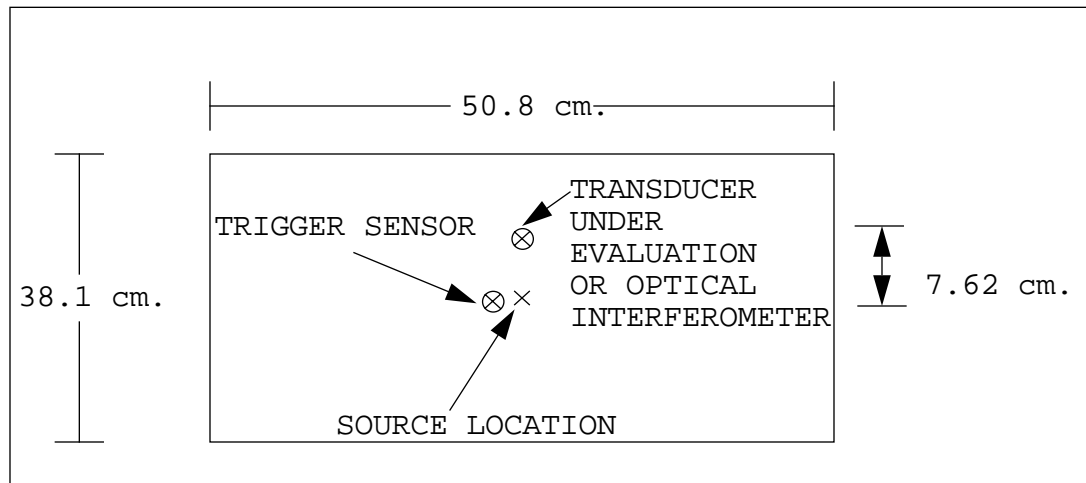 50.8 cm.
TRANSDUCER
UNDER
EVALUATION
OR OPTICAL
INTERFEROMETER
TRIGGER SENSOR
38.1 cm.
7.62 cm.
SOURCE LOCATION